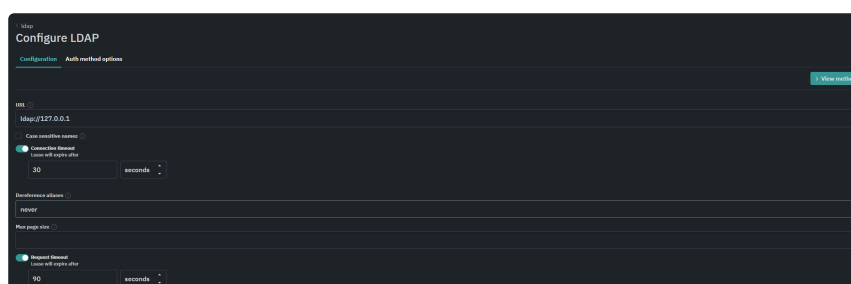 ‹ ldap
Configure LDAP
Configuration Auth method options
› View metho
URL
ldap://127.0.0.1
Case sensitive names
Connection timeout
Lease will expire after
30 seconds
Dereference aliases
never
Max page size
Request timeout
Lease will expire after
90 seconds